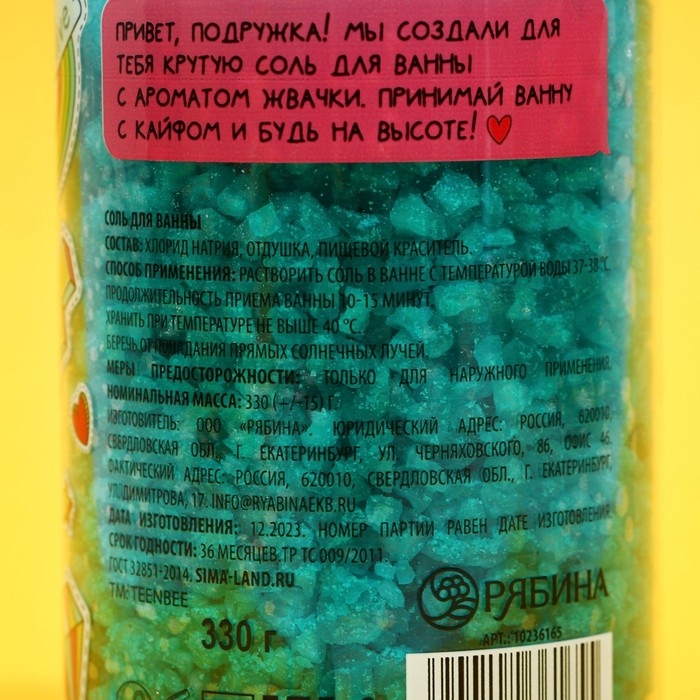 ПРИВЕТ, ПОДРУЖКА! МЫ СОЗДАЛИ ДЛЯ
ТЕБЯ КРУТУЮ СОЛЬ ДЛЯ ВАННЫ
С АРОМАТОМ ЖВАЧКИ. ПРИНИМАЙ ВАННУ
С КАЙФОМ И БУДЬ НА ВЫСОТЕ!
СОЛЬ ДЛЯ ВАННЫ
СОСТАВ: ХЛОРИД НАТРИЯ, ОТДУШКА, ПИЩЕВОЙ КРАСИТЕЛЬ.
СПОСОБ ПРИМЕНЕНИЯ: РАСТВОРИТЬ СОЛЬ В ВАННЕ С ТЕМПЕРАТУРОЙ ВОДЫ 37-38 °С.
ПРОДОЛЖИТЕЛЬНОСТЬ ПРИЕМА ВАННЫ 10-15 МИНУТ.
ХРАНИТЬ ПРИ ТЕМПЕРАТУРЕ НЕ ВЫШЕ 40 °С.
БЕРЕЧЬ ОТ ПОПАДАНИЯ ПРЯМЫХ СОЛНЕЧНЫХ ЛУЧЕЙ.
МЕРЫ ПРЕДОСТОРОЖНОСТИ: ТОЛЬКО ДЛЯ НАРУЖНОГО ПРИМЕНЕНИЯ.
НОМИНАЛЬНАЯ МАССА: 330 (+/-15) Г.
ИЗГОТОВИТЕЛЬ: ООО «РЯБИНА». ЮРИДИЧЕСКИЙ АДРЕС: РОССИЯ, 620010,
СВЕРДЛОВСКАЯ ОБЛ., Г. ЕКАТЕРИНБУРГ, УЛ. ЧЕРНЯХОВСКОГО, 86, ОФИС 46.
ФАКТИЧЕСКИЙ АДРЕС: РОССИЯ, 620010, СВЕРДЛОВСКАЯ ОБЛ., Г. ЕКАТЕРИНБУРГ,
УЛ. ДИМИТРОВА, 17. INFO@RYABINAEKB.RU
ДАТА ИЗГОТОВЛЕНИЯ: 12.2023. НОМЕР ПАРТИИ РАВЕН ДАТЕ ИЗГОТОВЛЕНИЯ.
СРОК ГОДНОСТИ: 36 МЕСЯЦЕВ. ТР ТС 009/2011.
ГОСТ 32851-2014. SIMA-LAND.RU
ТМ: TEENBEE
РЯБИНА
АРТ.: 10236165
330 г